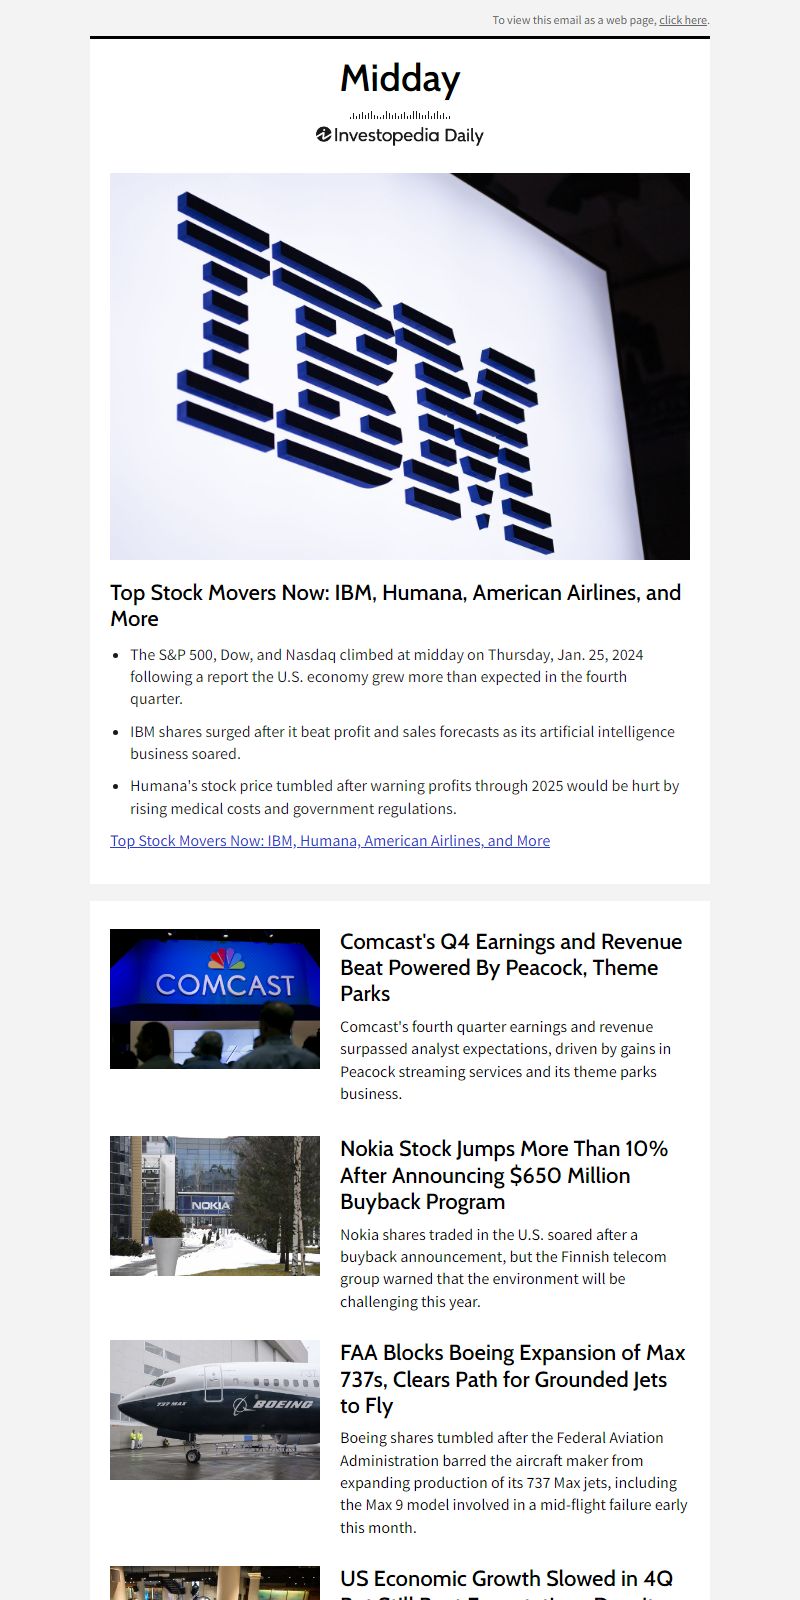 To view this email as a web page, click here.
Midday
Investopedia Daily
IBM
Top Stock Movers Now: IBM, Humana, American Airlines, and
More
• The S&P 500, Dow, and Nasdaq climbed at midday on Thursday, Jan. 25, 2024
following a report the U.S. economy grew more than expected in the fourth
quarter.
• IBM shares surged after it beat profit and sales forecasts as its artificial intelligence
business soared.
• Humana's stock price tumbled after warning profits through 2025 would be hurt by
rising medical costs and government regulations.
Top Stock Movers Now: IBM, Humana, American Airlines, and More
COMCAST
Comcast's Q4 Earnings and Revenue
Beat Powered By Peacock, Theme
Parks
Comcast's fourth quarter earnings and revenue
surpassed analyst expectations, driven by gains in
Peacock streaming services and its theme parks
business.
NOKIA
Nokia Stock Jumps More Than 10%
After Announcing $650 Million
Buyback Program
Nokia shares traded in the U.S. soared after a
buyback announcement, but the Finnish telecom
group warned that the environment will be
challenging this year.
737 MAX
BOEING
FAA Blocks Boeing Expansion of Max
737s, Clears Path for Grounded Jets
to Fly
Boeing shares tumbled after the Federal Aviation
Administration barred the aircraft maker from
expanding production of its 737 Max jets, including
the Max 9 model involved in a mid-flight failure early
this month.
US Economic Growth Slowed in 4Q